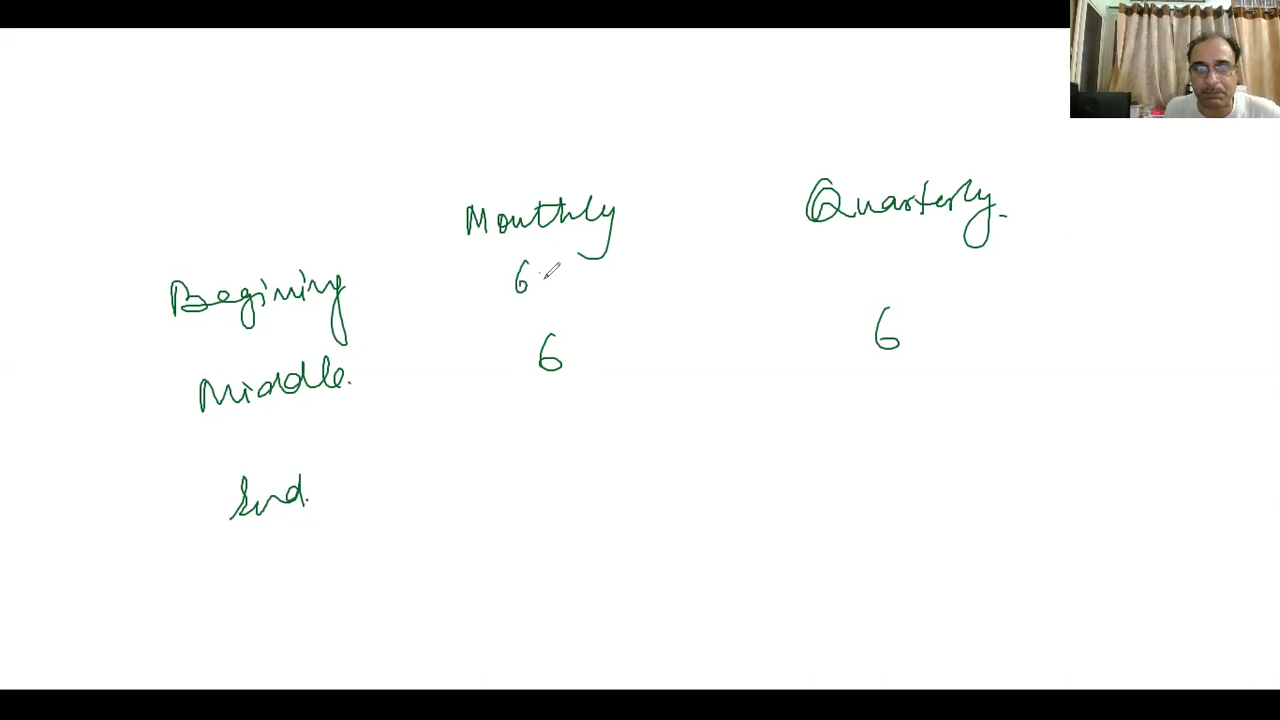 Monthly Quarterly.
Begining 6.
Middle. 6 6
End.